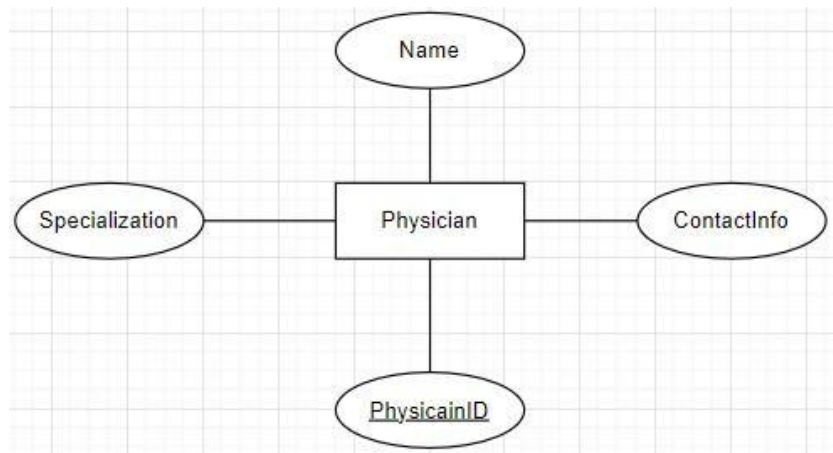 Name
Specialization
Physician
ContactInfo
PhysicainID